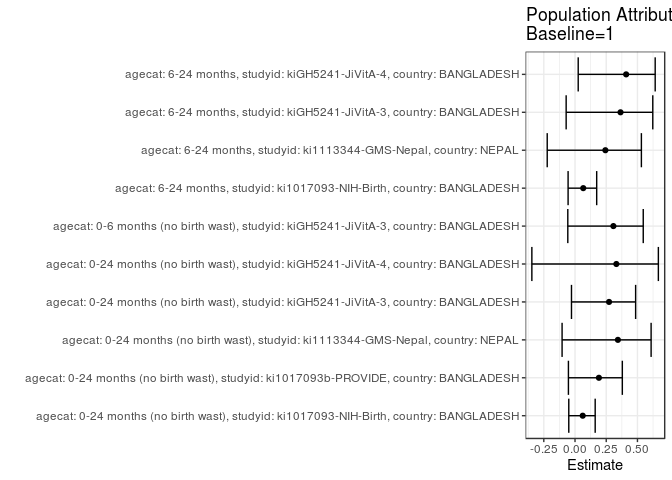 Population Attribut
Baseline=1
agecat: 6-24 months, studyid: kiGH5241-JiVitA-4, country: BANGLADESH
agecat: 6-24 months, studyid: kiGH5241-JiVitA-3, country: BANGLADESH
agecat: 6-24 months, studyid: ki1113344-GMS-Nepal, country: NEPAL
agecat: 6-24 months, studyid: ki1017093-NIH-Birth, country: BANGLADESH
agecat: 0-6 months (no birth wast), studyid: kiGH5241-JiVitA-3, country: BANGLADESH
agecat: 0-24 months (no birth wast), studyid: kiGH5241-JiVitA-4, country: BANGLADESH
agecat: 0-24 months (no birth wast), studyid: kiGH5241-JiVitA-3, country: BANGLADESH
agecat: 0-24 months (no birth wast), studyid: ki1113344-GMS-Nepal, country: NEPAL
agecat: 0-24 months (no birth wast), studyid: ki1017093b-PROVIDE, country: BANGLADESH
agecat: 0-24 months (no birth wast), studyid: ki1017093-NIH-Birth, country: BANGLADESH
-0.25 0.00 0.25 0.50
Estimate